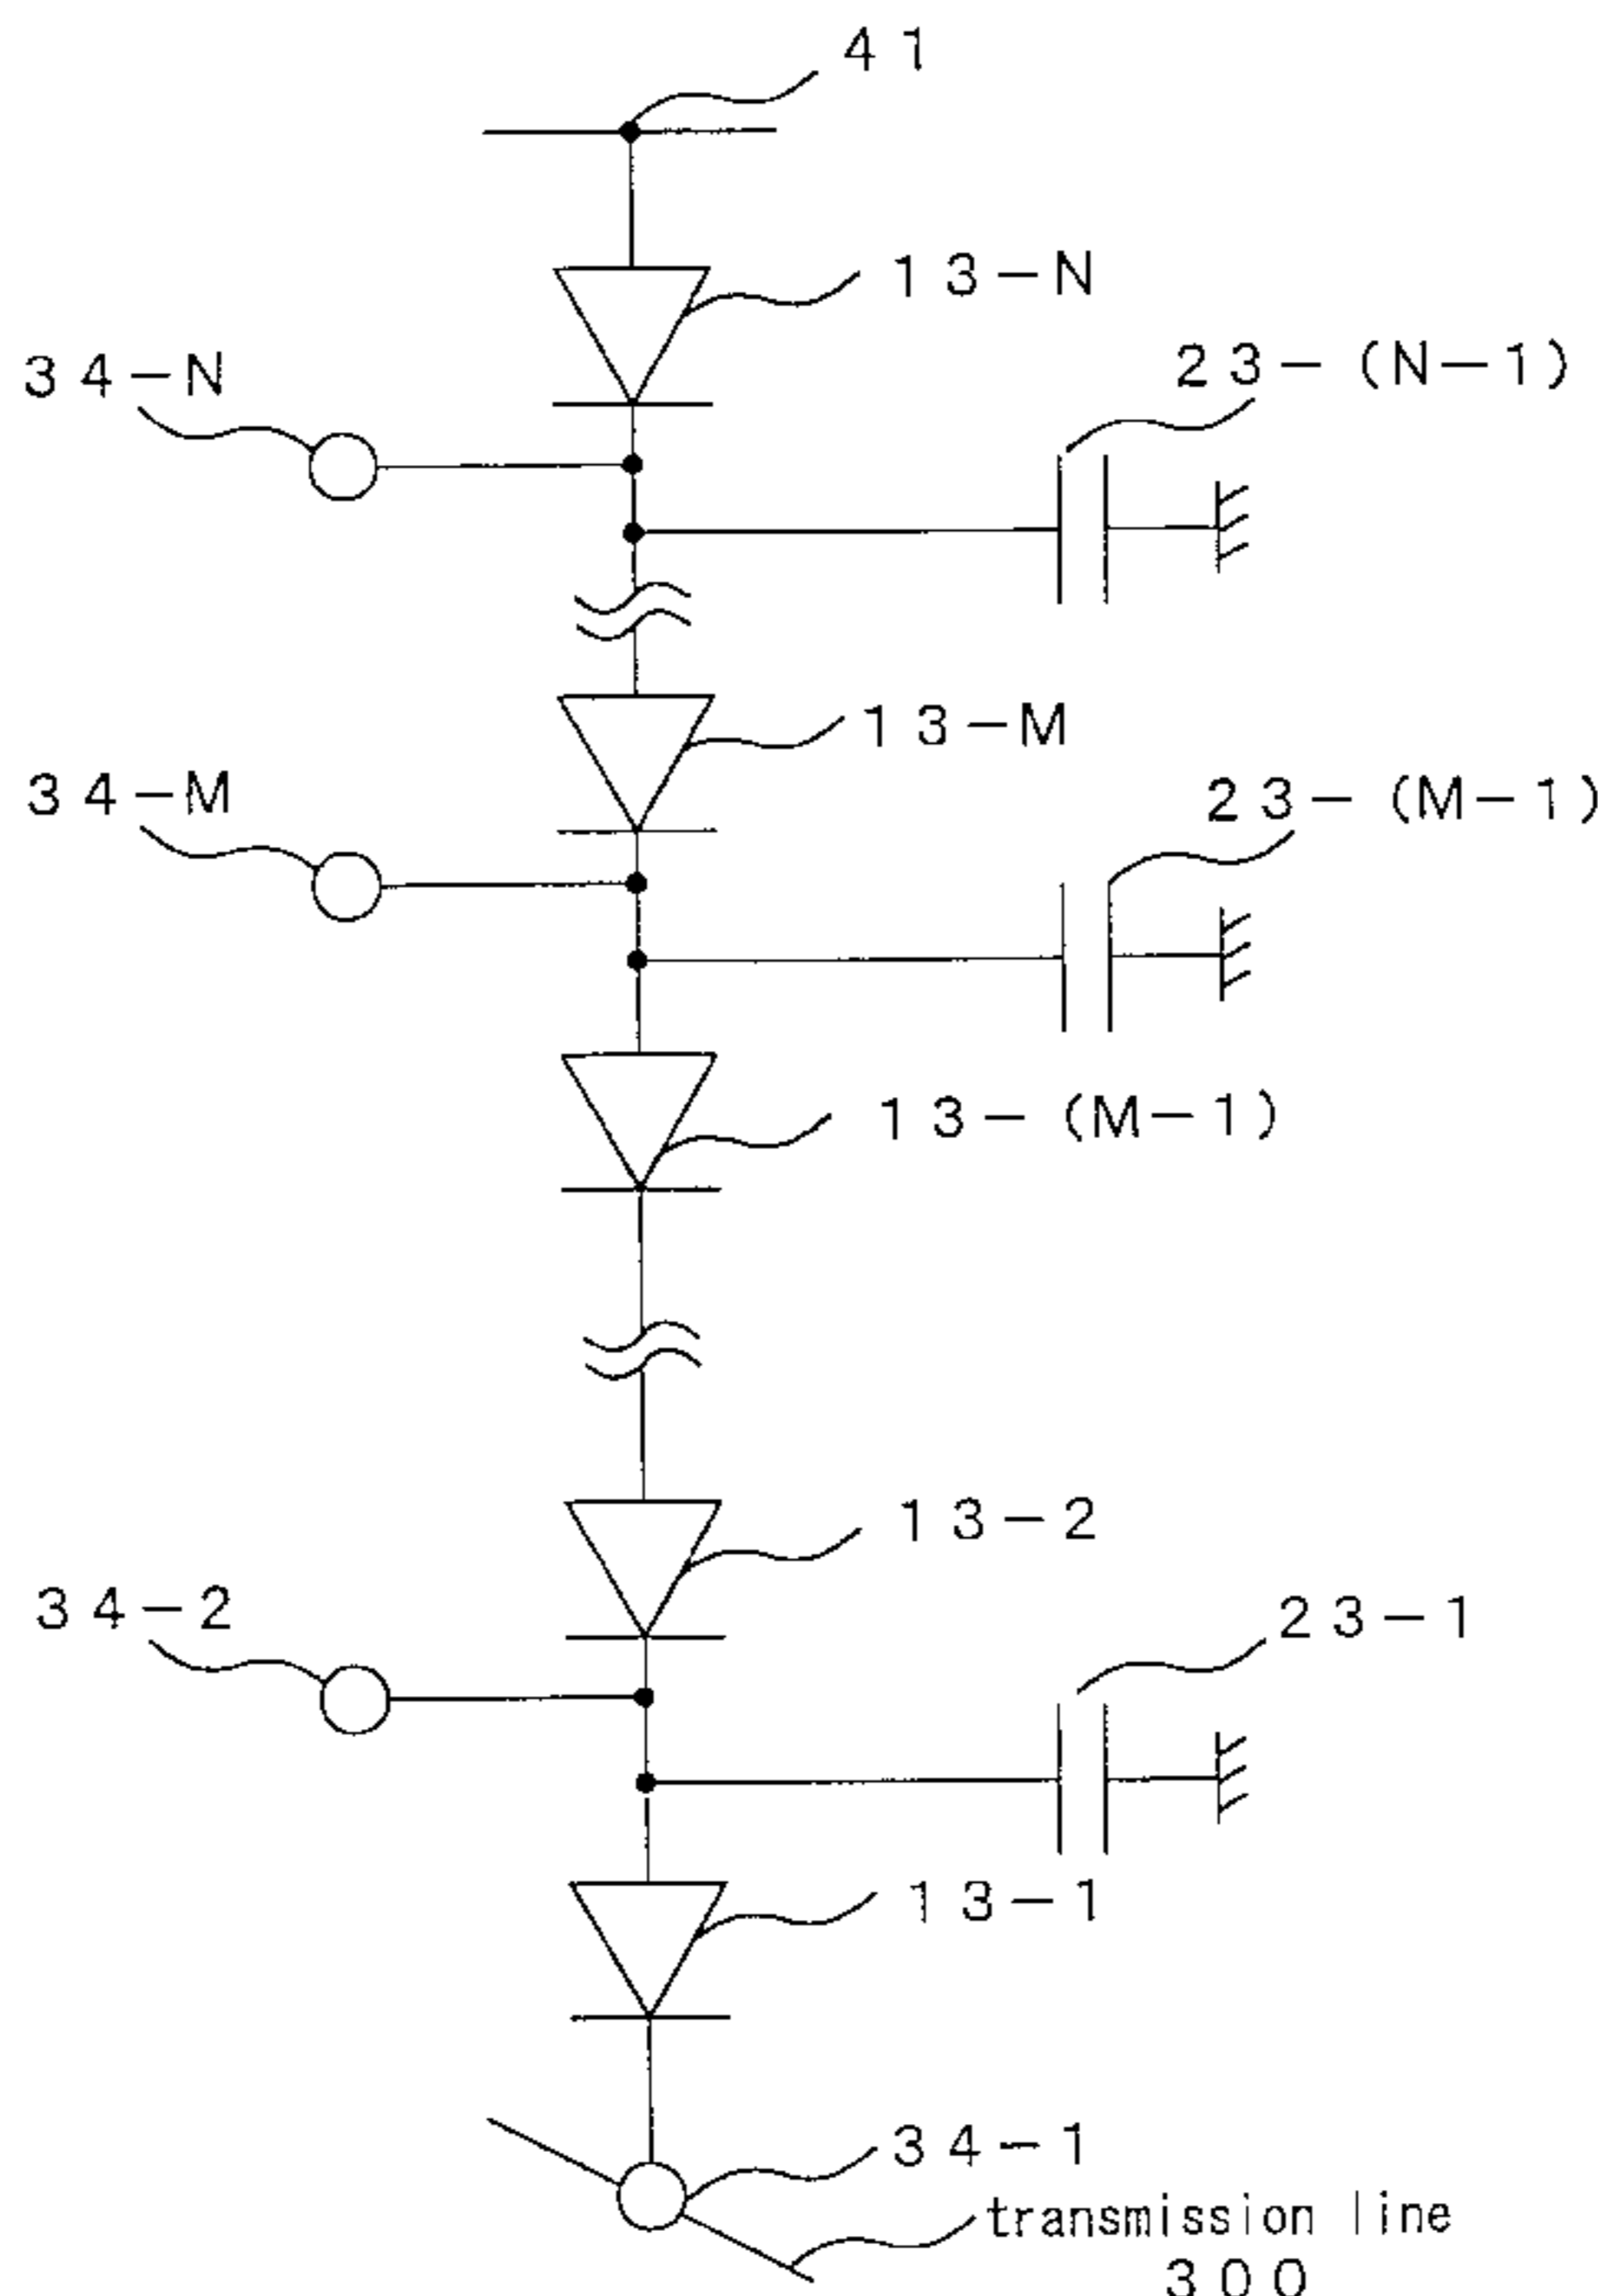 41
13-N
34-N
23-(N-1)
13-M
34-M
23-(M-1)
13-(M-1)
13-2
34-2
23-1
13-1
34-1
transmission line
300